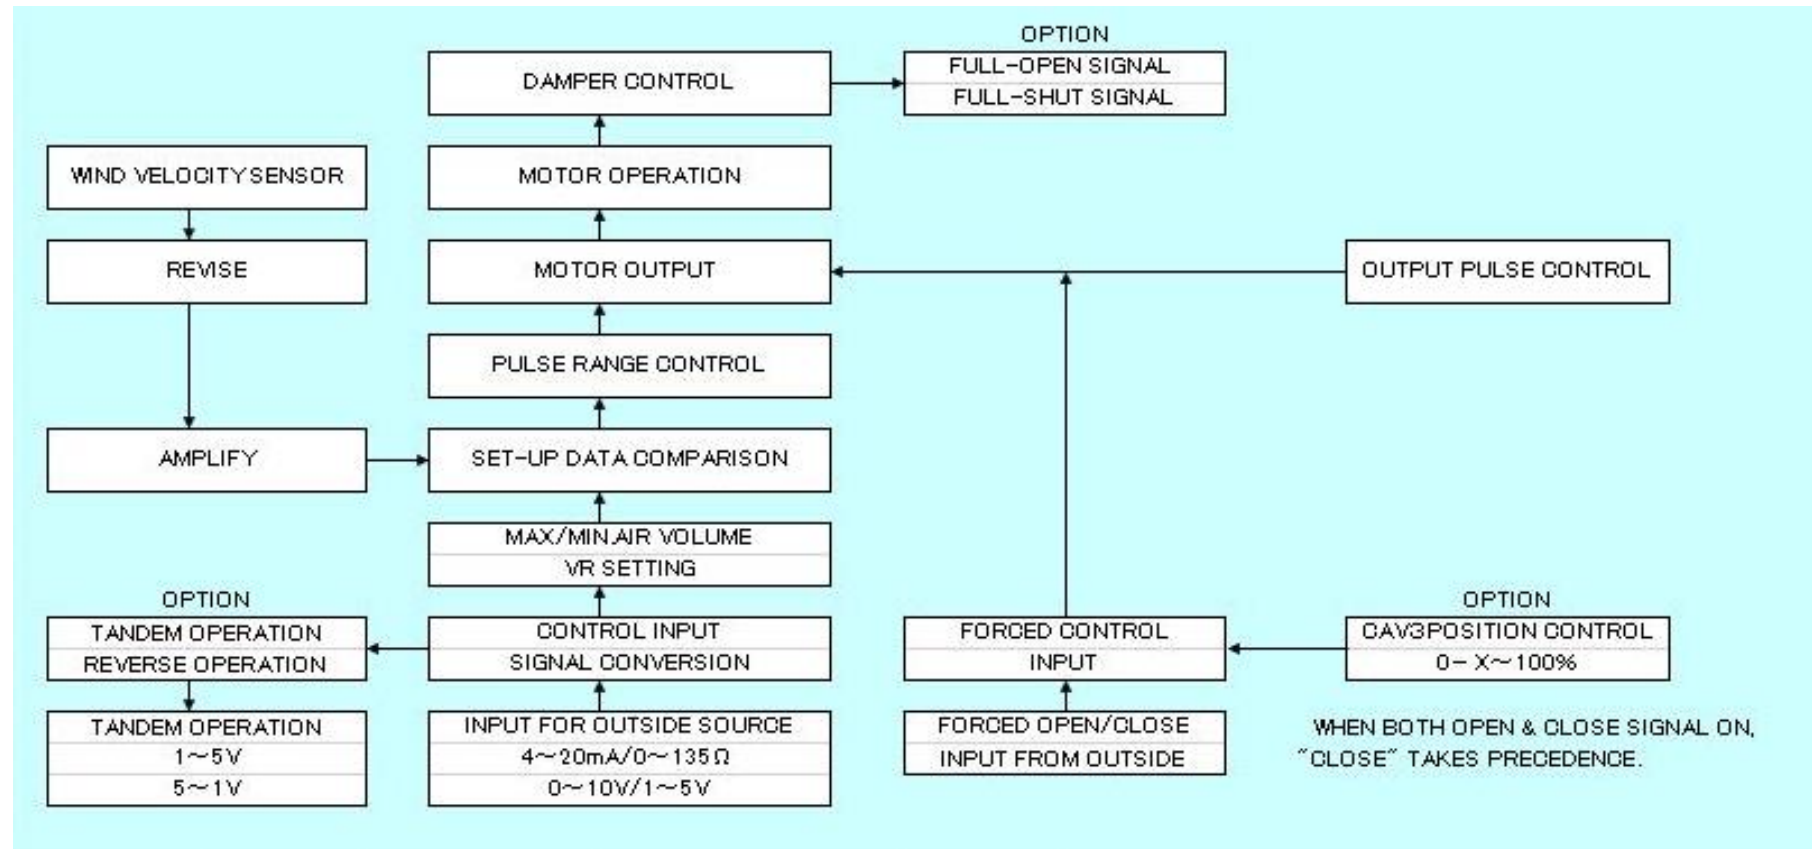 OPTION
DAMPER CONTROL
FULL-OPEN SIGNAL
FULL-SHUT SIGNAL
WIND VELOCITY SENSOR
MOTOR OPERATION
REVISE
MOTOR OUTPUT
OUTPUT PULSE CONTROL
PULSE RANGE CONTROL
AMPLIFY
SET-UP DATA COMPARISON
MAX/MIN.AIR VOLUME
VR SETTING
OPTION
TANDEM OPERATION
REVERSE OPERATION
CONTROL INPUT
SIGNAL CONVERSION
FORCED CONTROL
INPUT
OPTION
CAV3POSITION CONTROL
0- X~100%
TANDEM OPERATION
1~5V
5~1V
INPUT FOR OUTSIDE SOURCE
4~20mA/0~135Ω
0~10V/1~5V
FORCED OPEN/CLOSE
INPUT FROM OUTSIDE
WHEN BOTH OPEN & CLOSE SIGNAL ON,
"CLOSE" TAKES PRECEDENCE.